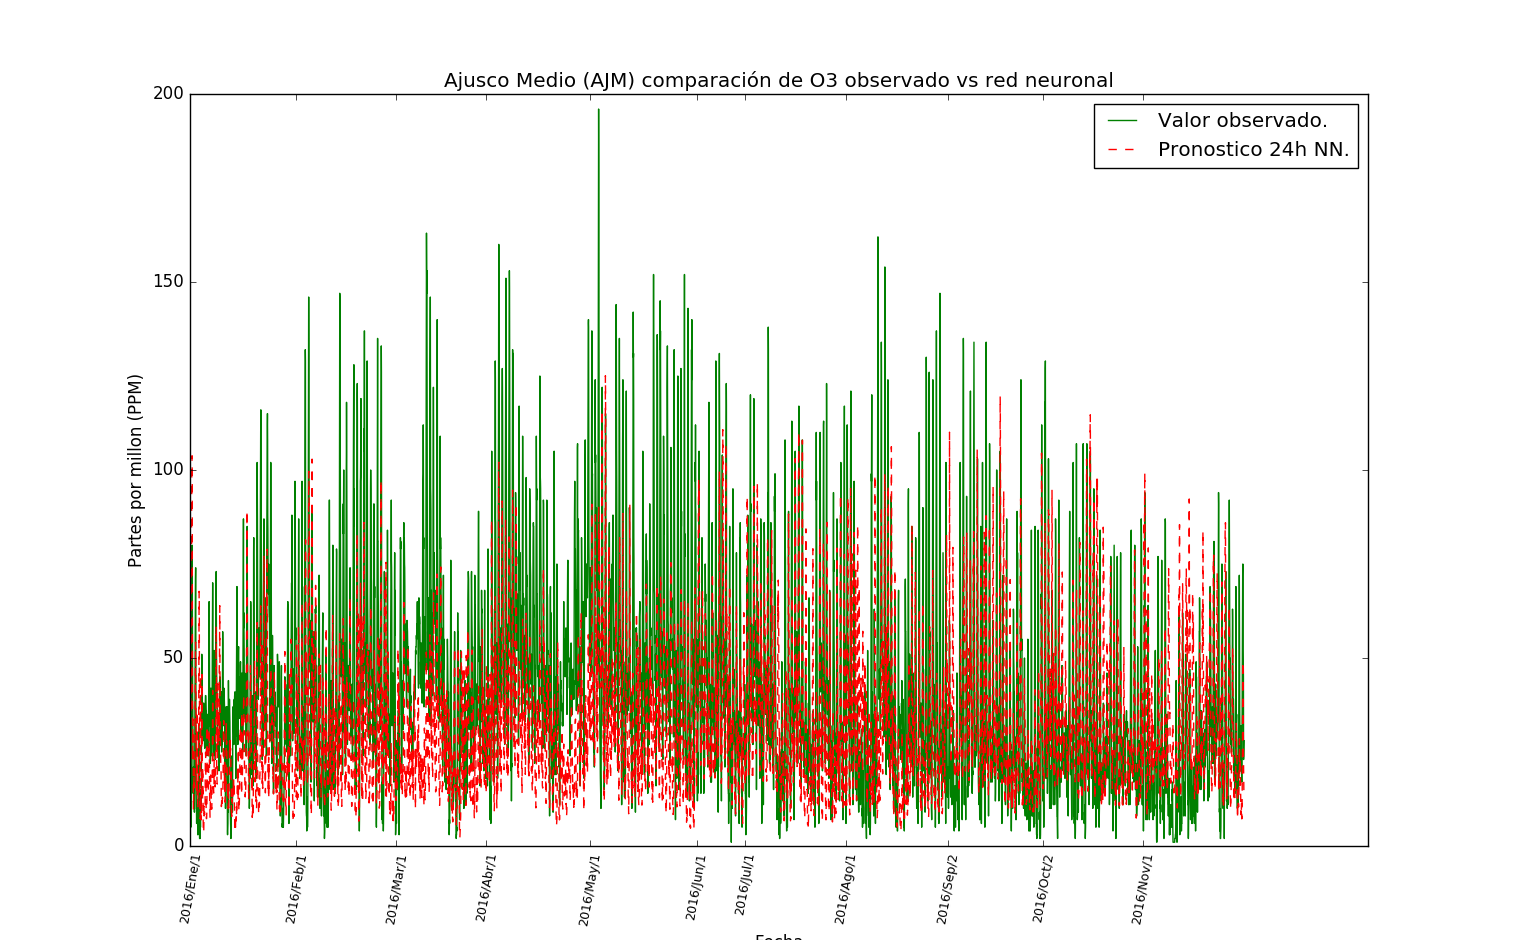 Ajusco Medio (AJM) comparación de O3 observado vs red neuronal
200
Valor observado.
Pronostico 24h NN.
150
Partes por millon (PPM)
100
50
0
2016/Ene/1
2016/Feb/1
2016/Mar/1
2016/Abr/1
2016/May/1
2016/Jun/1
2016/Jul/1
2016/Ago/1
2016/Sep/2
2016/Oct/2
2016/Nov/1
Fecha